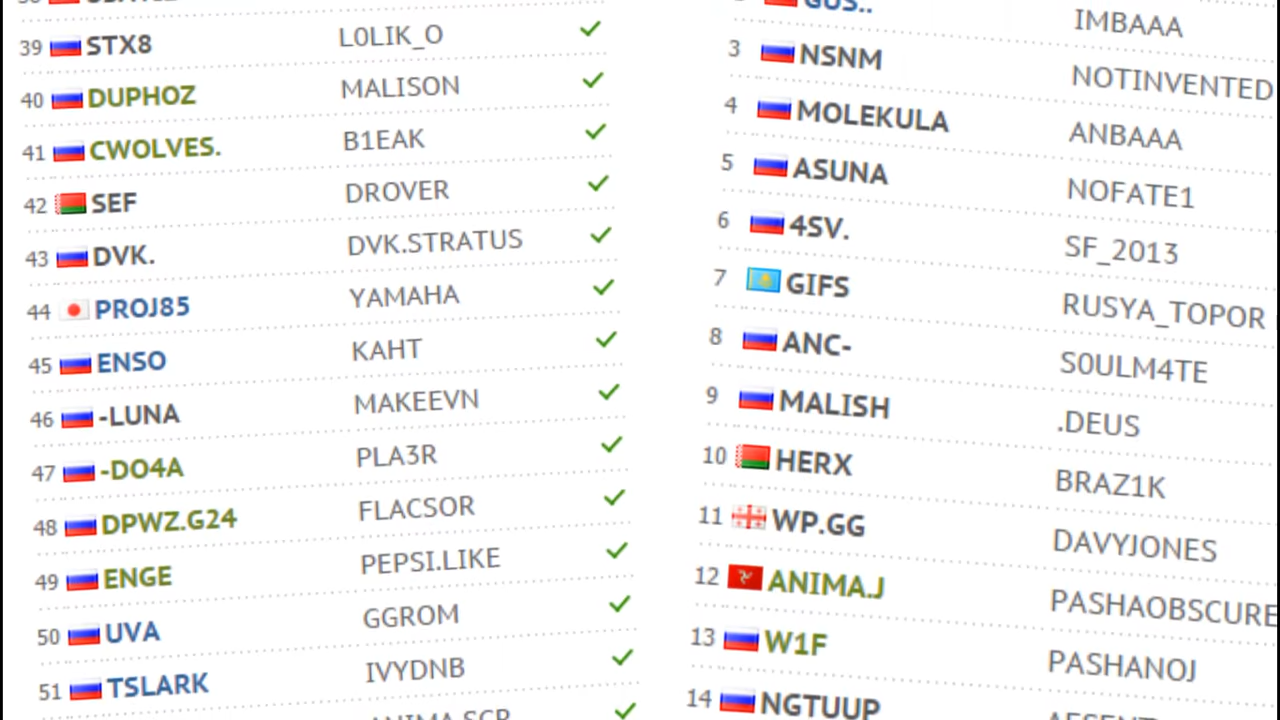 39 STX8 L0LIK_O
40 DUPHOZ MALISON
41 CWOLVES. B1EAK
42 SEF DROVER
43 DVK. DVK.STRATUS
44 PROJ85 YAMAHA
45 ENSO KAHT
46 -LUNA MAKEEVN
47 -DO4A PLA3R
48 DPWZ.G24 FLACSOR
49 ENGE PEPSI.LIKE
50 UVA GGROM
51 TSLARK IVYDNB
GUS.. IMBAAA
3 NSNM NOTINVENTED
4 MOLEKULA ANBAAA
5 ASUNA NOFATE1
6 4SV. SF_2013
7 GIFS RUSYA_TOPOR
8 ANC- S0ULM4TE
9 MALISH .DEUS
10 HERX BRAZ1K
11 WP.GG DAVYJONES
12 ANIMA.J PASHAOBSCURE
13 W1F PASHANOJ
14 NGTUUP